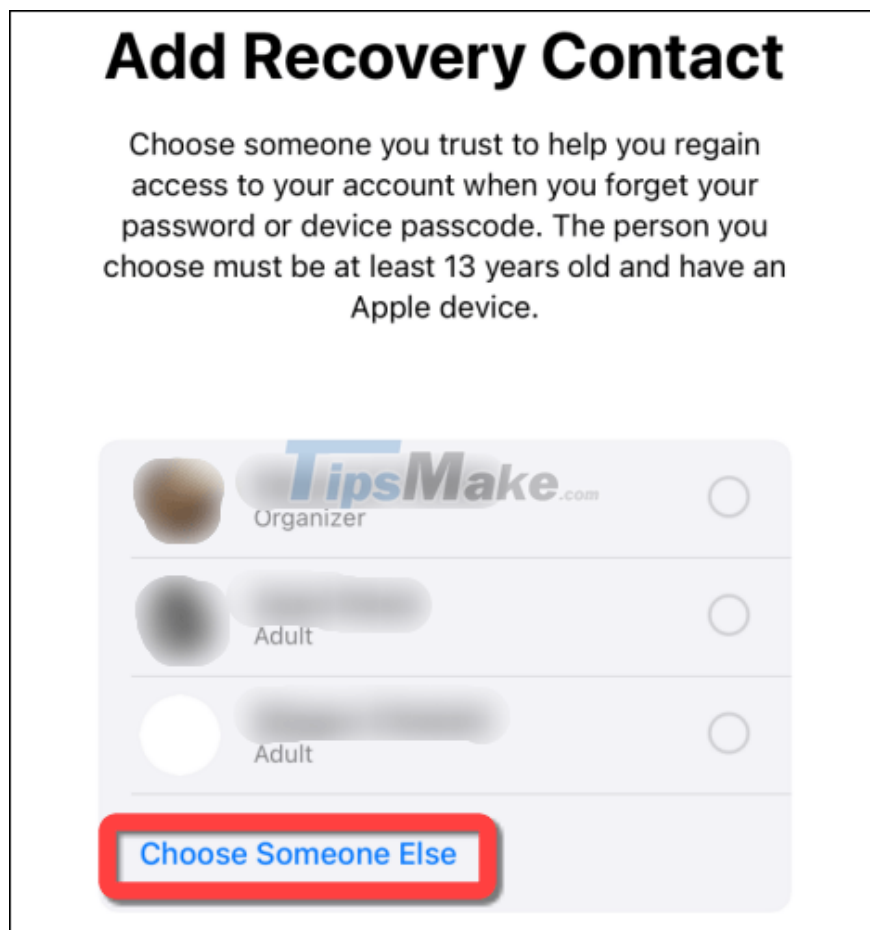 Add Recovery Contact
Choose someone you trust to help you regain
access to your account when you forget your
password or device passcode. The person you
choose must be at least 13 years old and have an
Apple device.
TipsMake.com
Organizer
Adult
Adult
Choose Someone Else